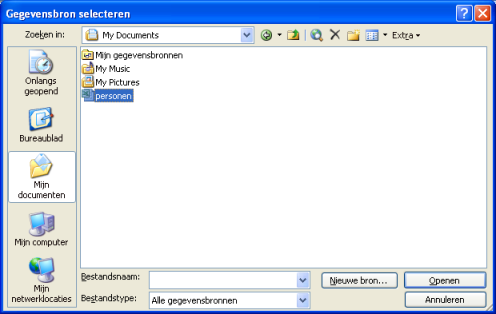 Gegevensbron selecteren
Zoeken in:
My Documents
Extra
Onlangs
geopend
Bureaublad
Mijn
documenten
Mijn computer
Mijn
netwerklocaties
Mijn gegevensbronnen
My Music
My Pictures
personen
Bestandsnaam:
Nieuwe bron...
Openen
Bestandstype:
Alle gegevensbronnen
Annuleren